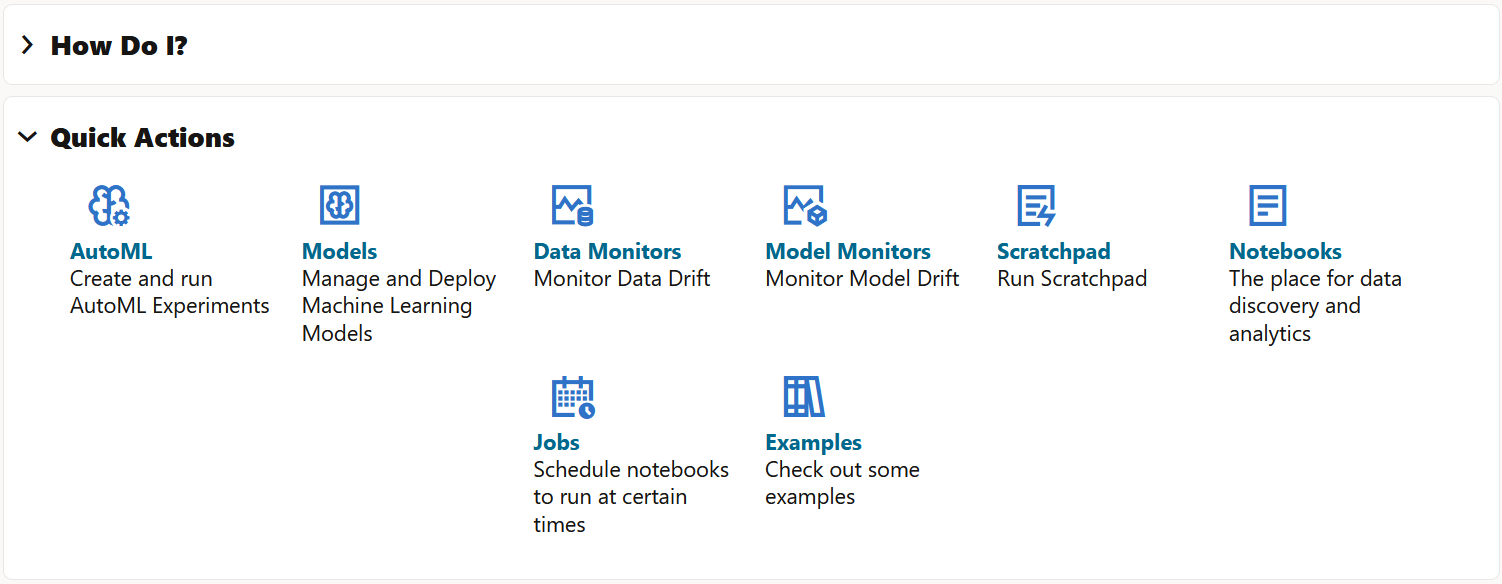 How Do I?
Quick Actions
AutoML
Create and run
AutoML Experiments
Models
Manage and Deploy
Machine Learning
Models
Data Monitors
Monitor Data Drift
Model Monitors
Monitor Model Drift
Scratchpad
Run Scratchpad
Notebooks
The place for data
discovery and
analytics
Jobs
Schedule notebooks
to run at certain
times
Examples
Check out some
examples